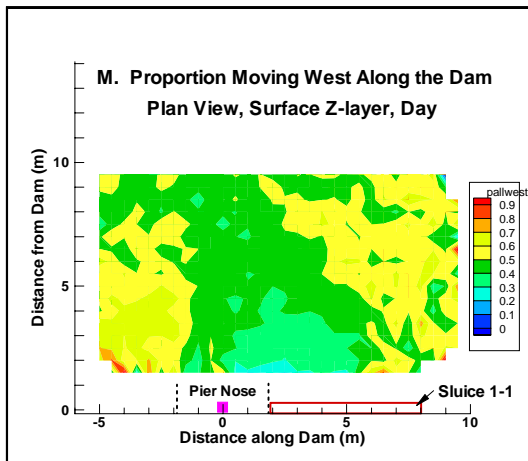 M. Proportion Moving West Along the Dam
Plan View, Surface Z-layer, Day
Distance from Dam (m)
10
5
0
pallwest
0.9
0.8
0.7
0.6
0.5
0.4
0.3
0.2
0.1
0
Pier Nose
Sluice 1-1
-5
0
5
10
Distance along Dam (m)